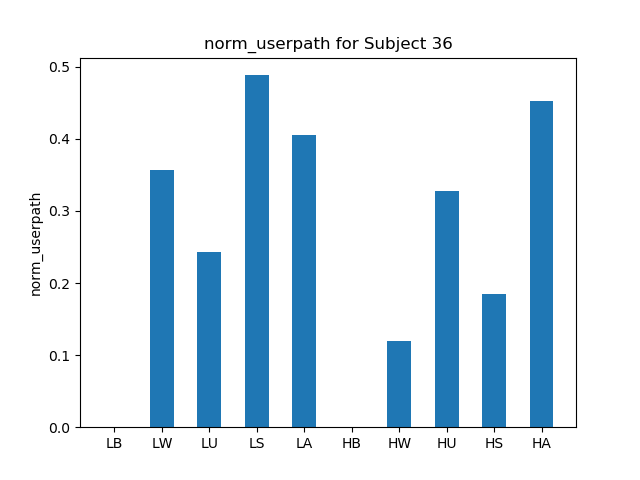 norm_userpath for Subject 36
norm_userpath
0.5
0.4
0.3
0.2
0.1
0.0
LB LW LU LS LA HB HW HU HS HA